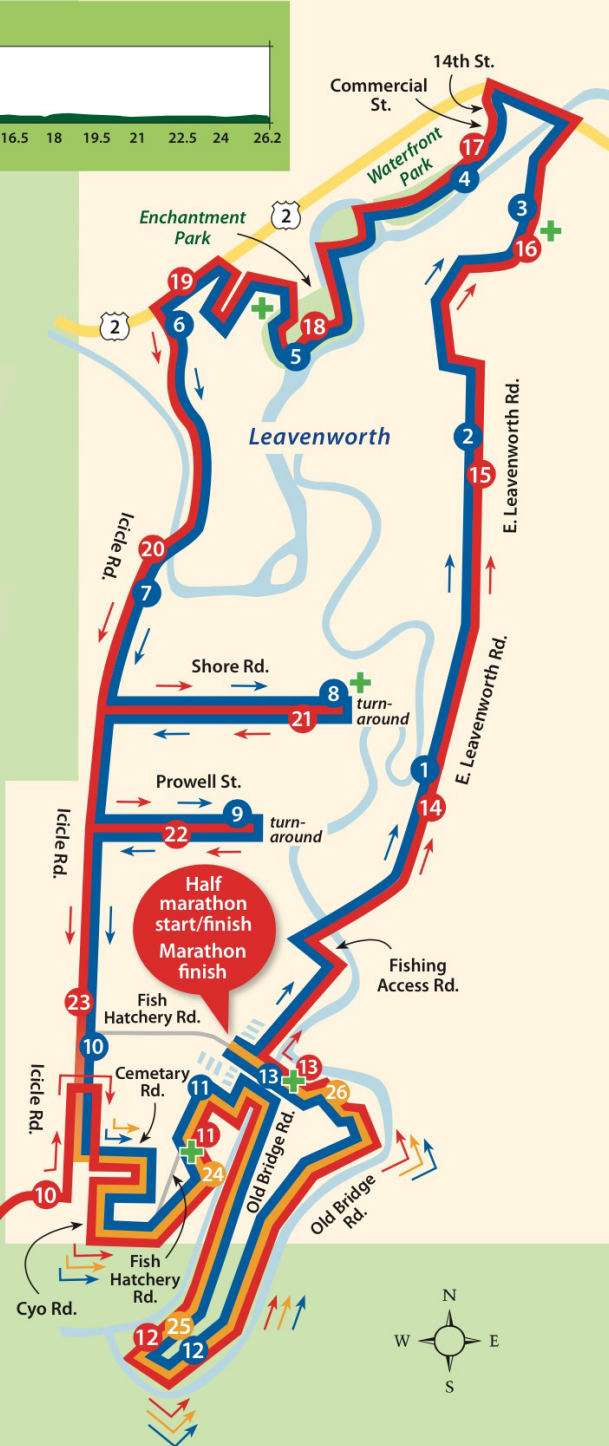 16.5 18 19.5 21 22.5 24 26.2
14th St.
Commercial
St.
17
Waterfront
Park
4
3
16
2
Enchantment
Park
19
2
6
18
5
Leavenworth
2
15
E. Leavenworth Rd.
Icicle Rd.
20
7
Shore Rd.
8
turn-
around
21
E. Leavenworth Rd.
1
14
Prowell St.
9
turn-
around
22
Icicle Rd.
Half
marathon
start/finish
Marathon
finish
Fishing
Access Rd.
23
Fish
Hatchery Rd.
10
Icicle Rd.
Cemetary
Rd.
11
13
13
26
11
24
10
Old Bridge Rd.
Old Bridge
Rd.
Cyo Rd.
Fish
Hatchery
Rd.
25
12
12
N
W E
S